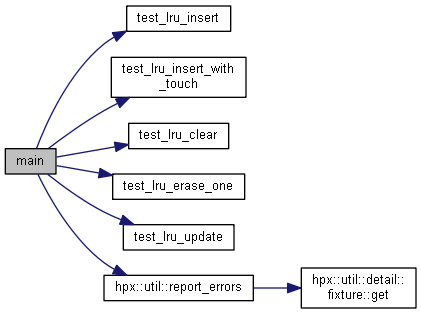 test_lru_insert
test_lru_insert_with
_touch
test_lru_clear
main
test_lru_erase_one
test_lru_update
hpx::util::report_errors
hpx::util::detail::
fixture::get